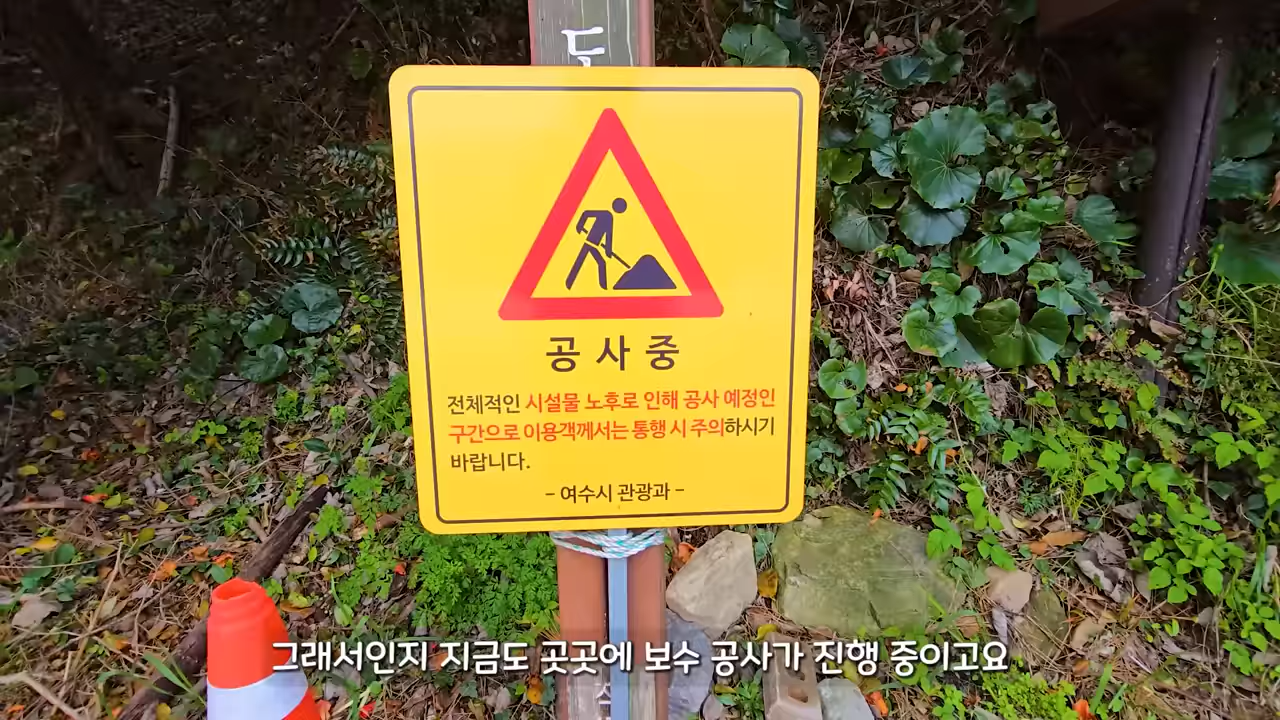 공사중
전체적인 시설물 노후로 인해 공사 예정인
구간으로 이용객께서는 통행 시 주의하시기
바랍니다.
- 여수시 관광과 -
그래서인지 지금도 곳곳에 보수 공사가 진행 중이고요